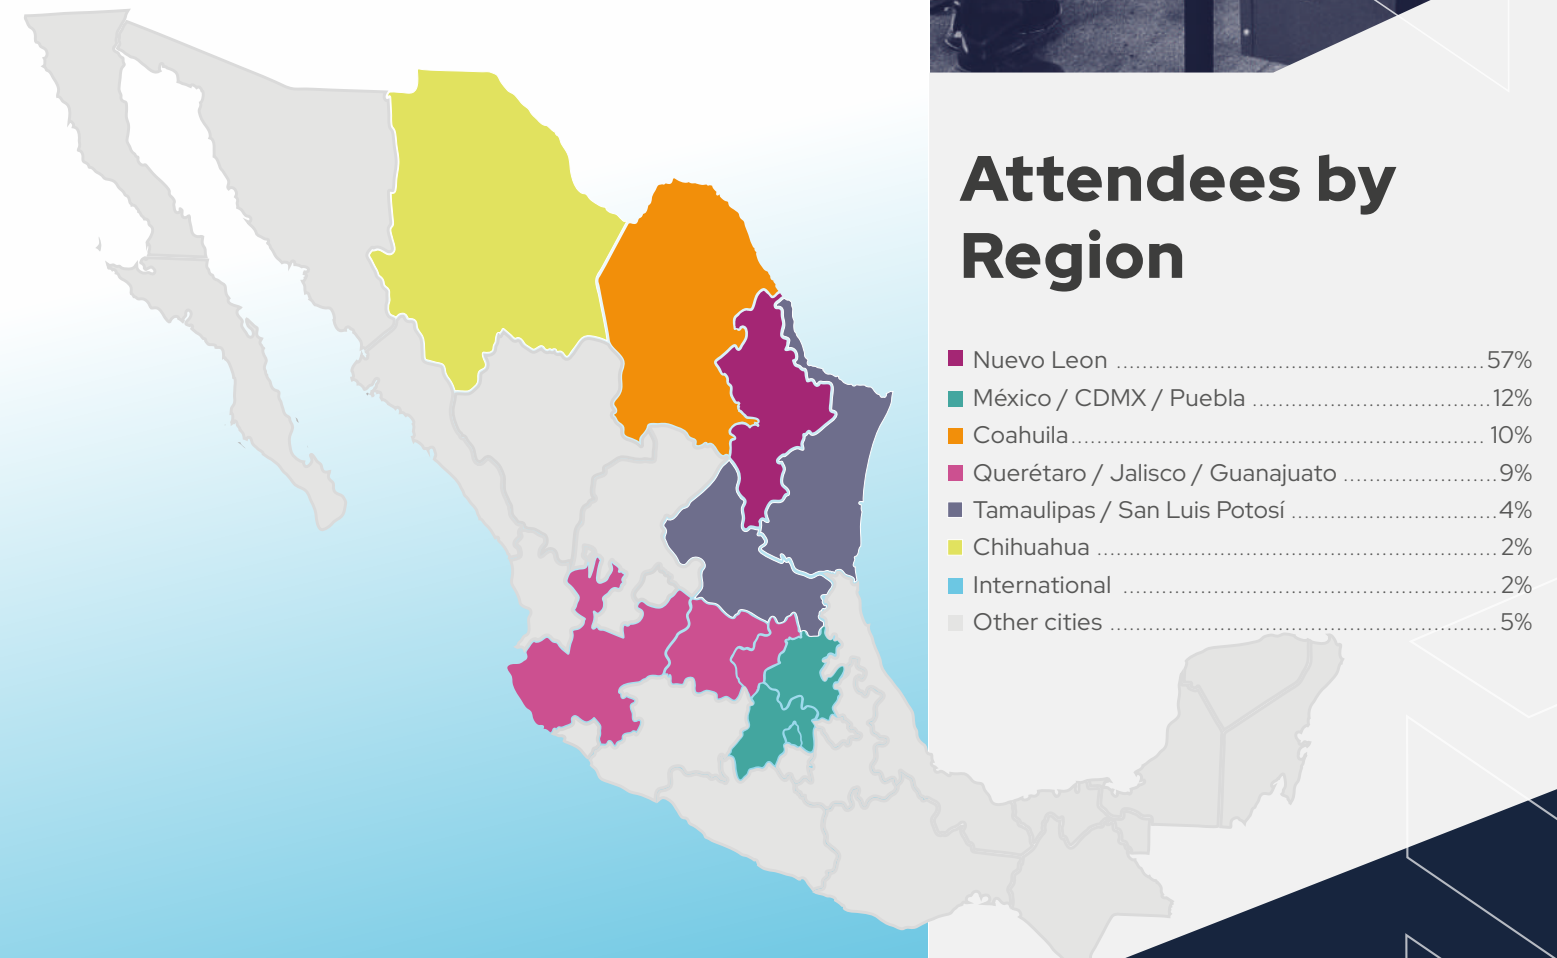 Attendees by
Region
Nuevo Leon ........ 57%
México / CDMX / Puebla ........ 12%
Coahuila ........ 10%
Querétaro / Jalisco / Guanajuato ........ 9%
Tamaulipas / San Luis Potosí ........ 4%
Chihuahua ........ 2%
International ........ 2%
Other cities ........ 5%